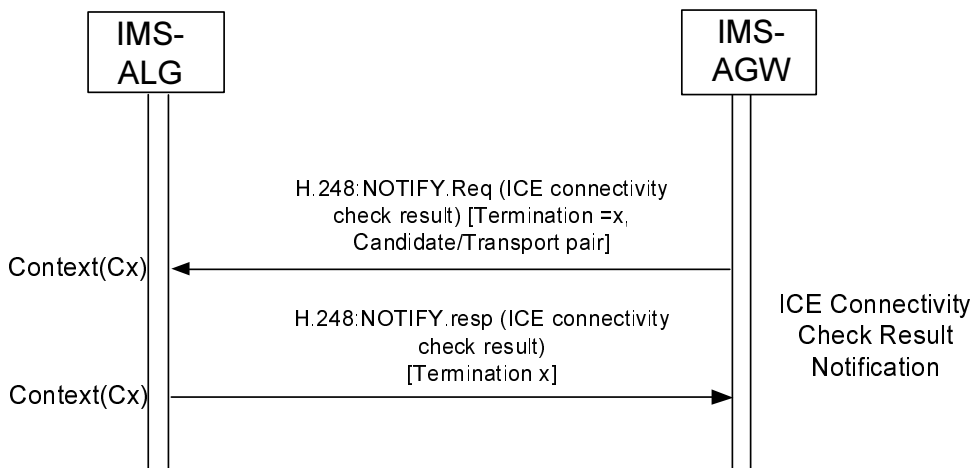 IMS-
ALG
IMS-
AGW
H.248:NOTIFY.Req (ICE connectivity
check result) [Termination =x,
Candidate/Transport pair]
Context(Cx)
H.248:NOTIFY.resp (ICE connectivity
check result)
[Termination x]
Context(Cx)
ICE Connectivity
Check Result
Notification